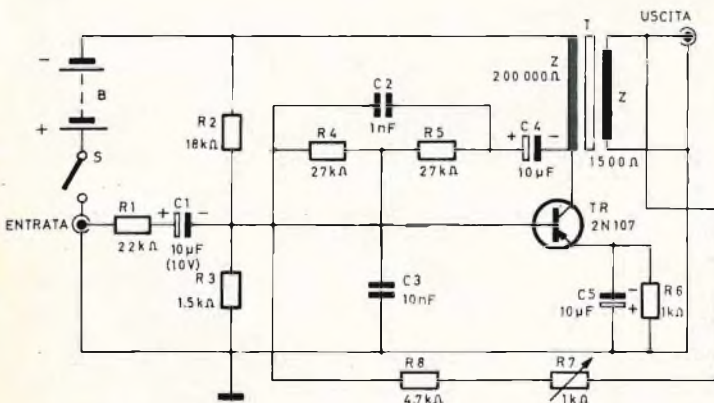 USCITA
T
-
B
+
S
Z
200 000Ω
Z
1500Ω
C2
1nF
R2
18kΩ
R4
27kΩ
R5
27kΩ
+ C4 -
10µF
ENTRATA
R1
22kΩ
+ C1 -
10µF
(10V)
TR
2N107
R3
1.5kΩ
C3
10nF
C5 -
10µF +
R6
1kΩ
R8
4.7kΩ
R7
1kΩ